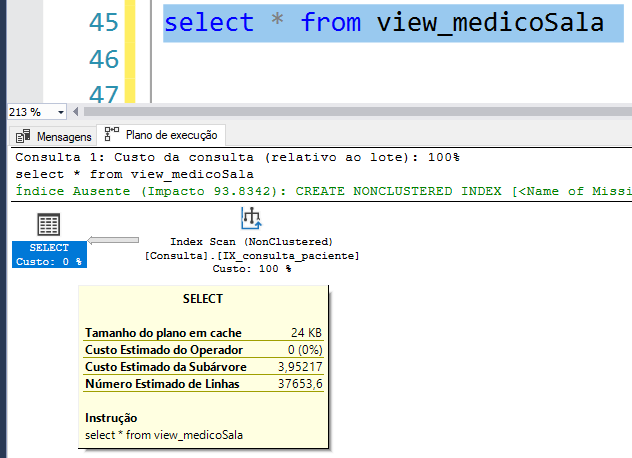 45 select * from view_medicoSala
46
47
213 %
Mensagens Plano de execução
Consulta 1: Custo da consulta (relativo ao lote): 100%
select * from view_medicoSala
Índice Ausente (Impacto 93.8342): CREATE NONCLUSTERED INDEX [<Name of Missi
SELECT
Custo: 0 %
Index Scan (NonClustered)
[Consulta].[IX_consulta_paciente]
Custo: 100 %
SELECT
Tamanho do plano em cache 24 KB
Custo Estimado do Operador 0 (0%)
Custo Estimado da Subárvore 3,95217
Número Estimado de Linhas 37653,6
Instrução
select * from view_medicoSala